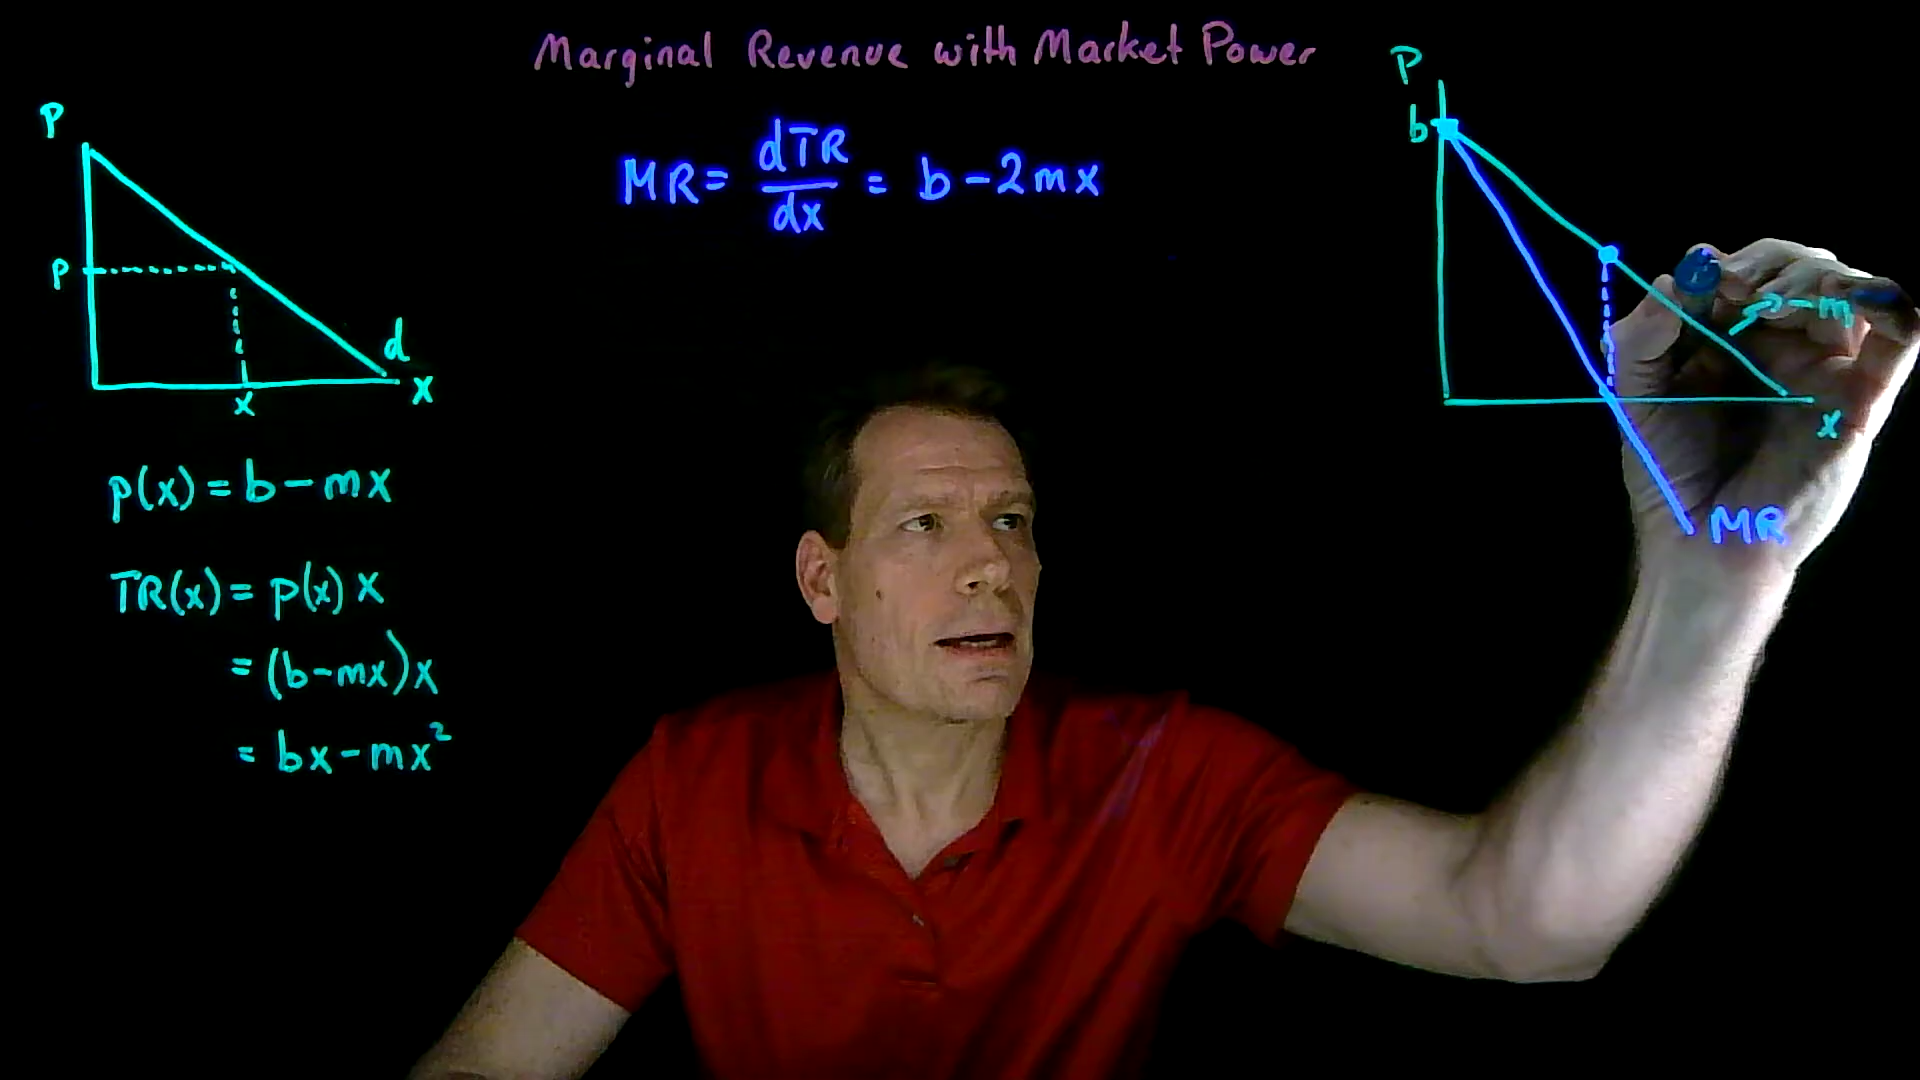 Marginal Revenue with Market Power
P
p
d
x
x
p(x) = b - mx
TR(x) = p(x) x
= (b-mx)x
= bx - mx²
MR = dTR/dx = b - 2mx
P
b
-m
x
MR